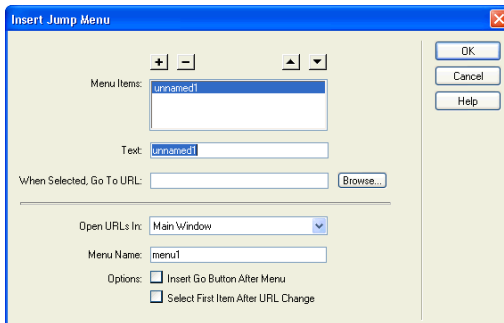 Insert Jump Menu
OK
Cancel
Help
Menu Items:
unnamed1
Text:
unnamed1
When Selected, Go To URL:
Browse...
Open URLs In:
Main Window
Menu Name:
menu1
Options:
Insert Go Button After Menu
Select First Item After URL Change